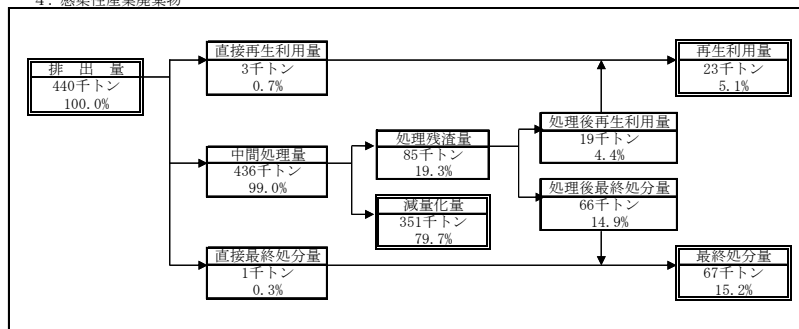 4．感染性産業廃棄物
排 出 量
440千トン
100.0%
直接再生利用量
3千トン
0.7%
再生利用量
23千トン
5.1%
中間処理量
436千トン
99.0%
処理残渣量
85千トン
19.3%
処理後再生利用量
19千トン
4.4%
減量化量
351千トン
79.7%
処理後最終処分量
66千トン
14.9%
直接最終処分量
1千トン
0.3%
最終処分量
67千トン
15.2%